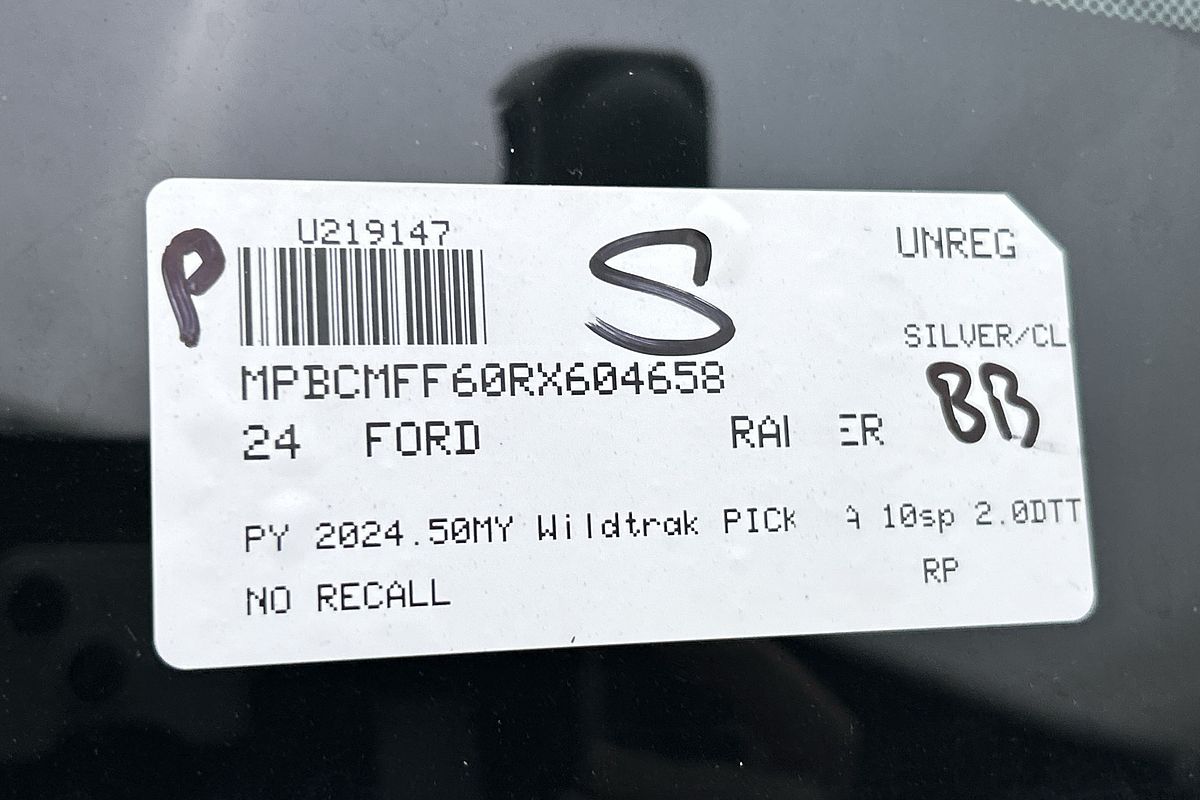 U219147 UNREG
P S
SILVER/CL
MPBCMFF60RX604658
BB
24 FORD
PY 2024.50MY Wildtrak PICK 10sp 2.0DTT
RP
NO RECALL